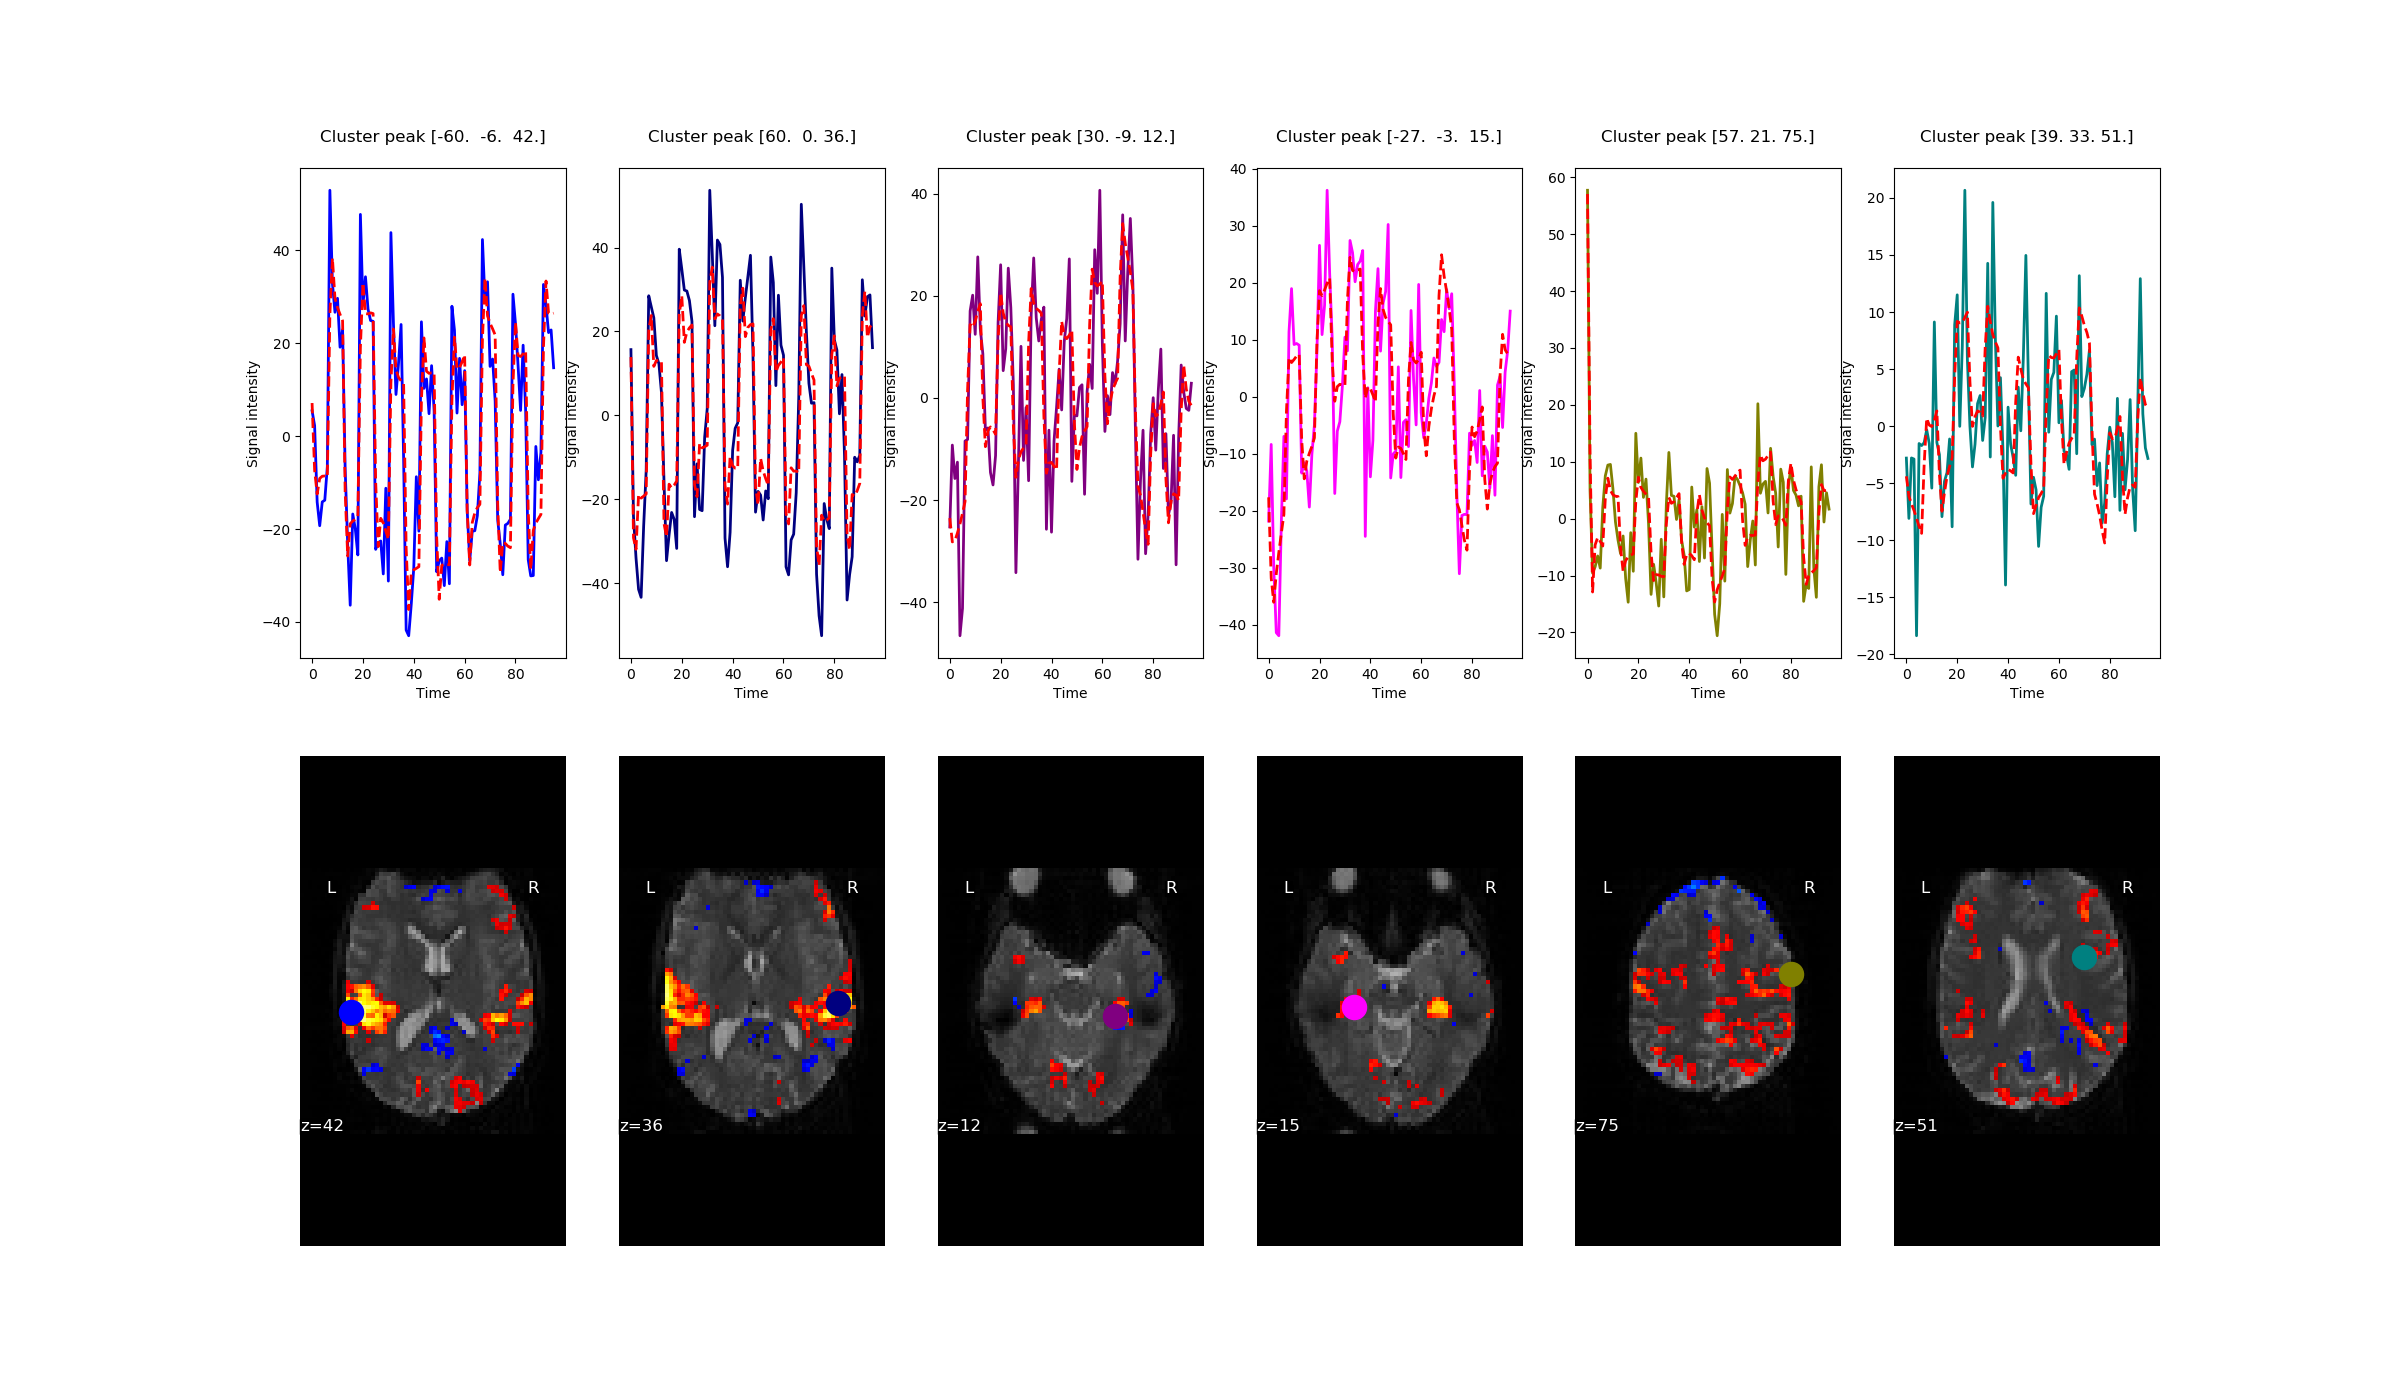 Cluster peak [-60.  -6.  42.]
Cluster peak [60.  0. 36.]
Cluster peak [30. -9. 12.]
Cluster peak [-27.  -3.  15.]
Cluster peak [57. 21. 75.]
Cluster peak [39. 33. 51.]
Signal intensity
40
20
0
−20
−40
0 20 40 60 80
Time
Signal intensity
40
20
0
−20
−40
0 20 40 60 80
Time
Signal intensity
40
20
0
−20
−40
0 20 40 60 80
Time
Signal intensity
40
30
20
10
0
−10
−20
−30
−40
0 20 40 60 80
Time
Signal intensity
60
50
40
30
20
10
0
−10
−20
0 20 40 60 80
Time
Signal intensity
20
15
10
5
0
−5
−10
−15
−20
0 20 40 60 80
Time
L R
z=42
L R
z=36
L R
z=12
L R
z=15
L R
z=75
L R
z=51